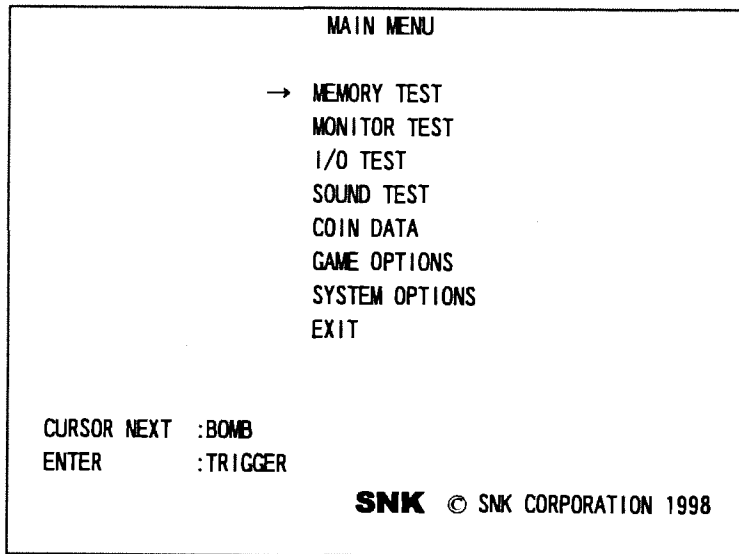 MAIN MENU
→ MEMORY TEST
MONITOR TEST
I/O TEST
SOUND TEST
COIN DATA
GAME OPTIONS
SYSTEM OPTIONS
EXIT
CURSOR NEXT :BOMB
ENTER :TRIGGER
SNK © SNK CORPORATION 1998